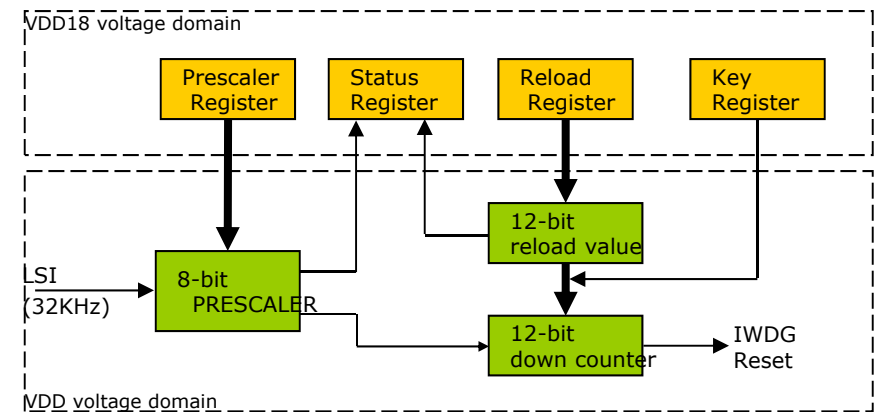 VDD18 voltage domain
Prescaler Register
Status Register
Reload Register
Key Register
12-bit
reload value
LSI
(32KHz)
8-bit
PRESCALER
12-bit
down counter
IWDG
Reset
VDD voltage domain